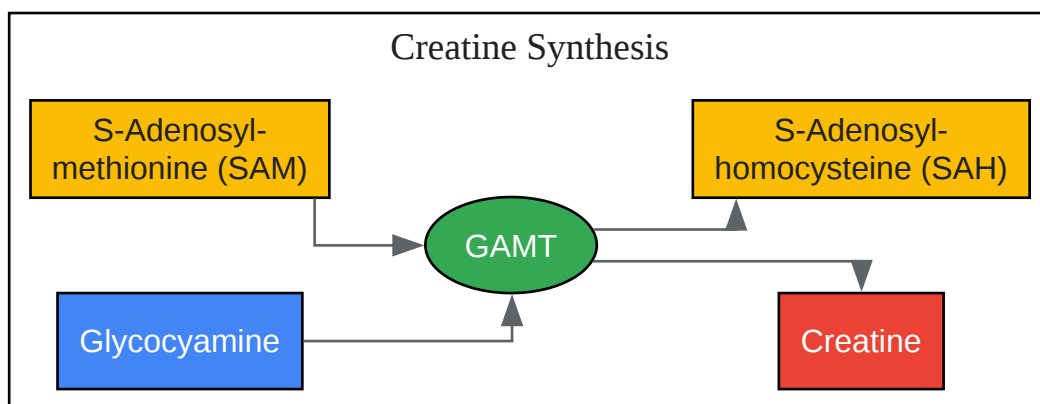 Creatine Synthesis
S-Adenosyl-
methionine (SAM)
S-Adenosyl-
homocysteine (SAH)
GAMT
Glycocyamine
Creatine